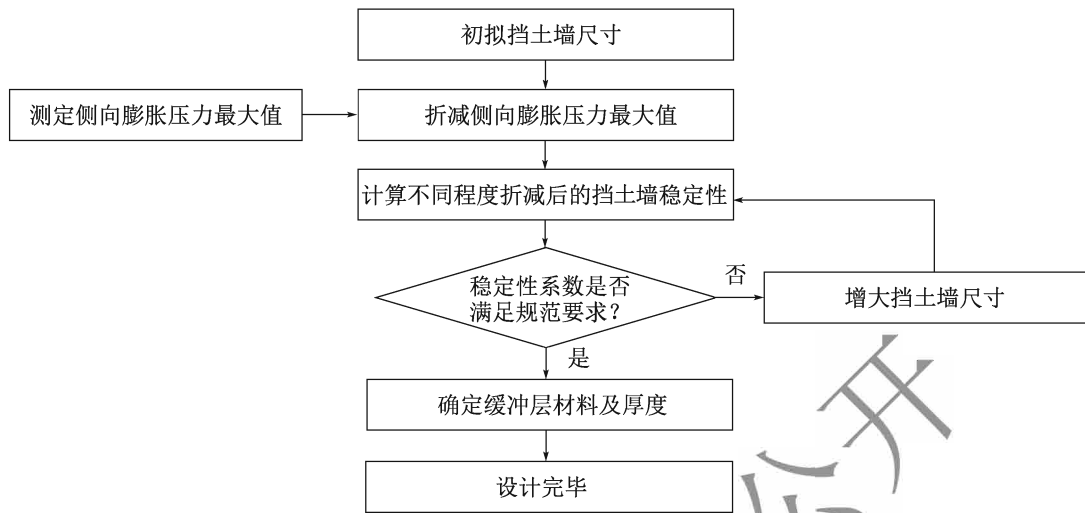 初拟挡土墙尺寸
测定侧向膨胀压力最大值
折减侧向膨胀压力最大值
计算不同程度折减后的挡土墙稳定性
稳定性系数是否
满足规范要求？
否
增大挡土墙尺寸
是
确定缓冲层材料及厚度
设计完毕
开